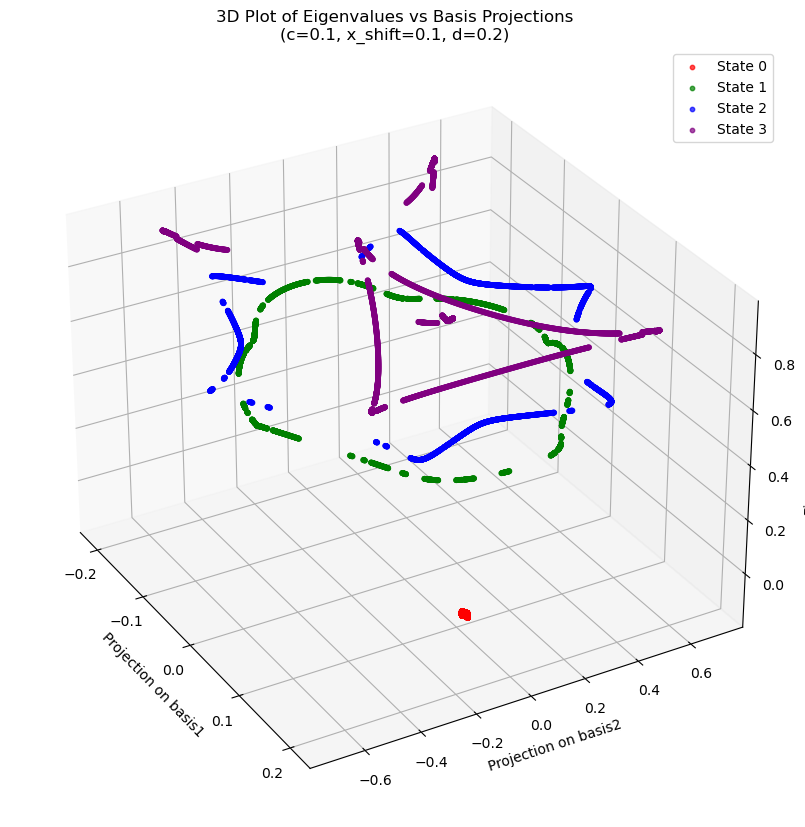 3D Plot of Eigenvalues vs Basis Projections
(c=0.1, x_shift=0.1, d=0.2)
State 0
State 1
State 2
State 3
0.8
0.6
0.4
0.2
0.0
−0.2
−0.1
0.0
0.1
0.2
Projection on basis1
−0.6
−0.4
−0.2
0.0
0.2
0.4
0.6
Projection on basis2